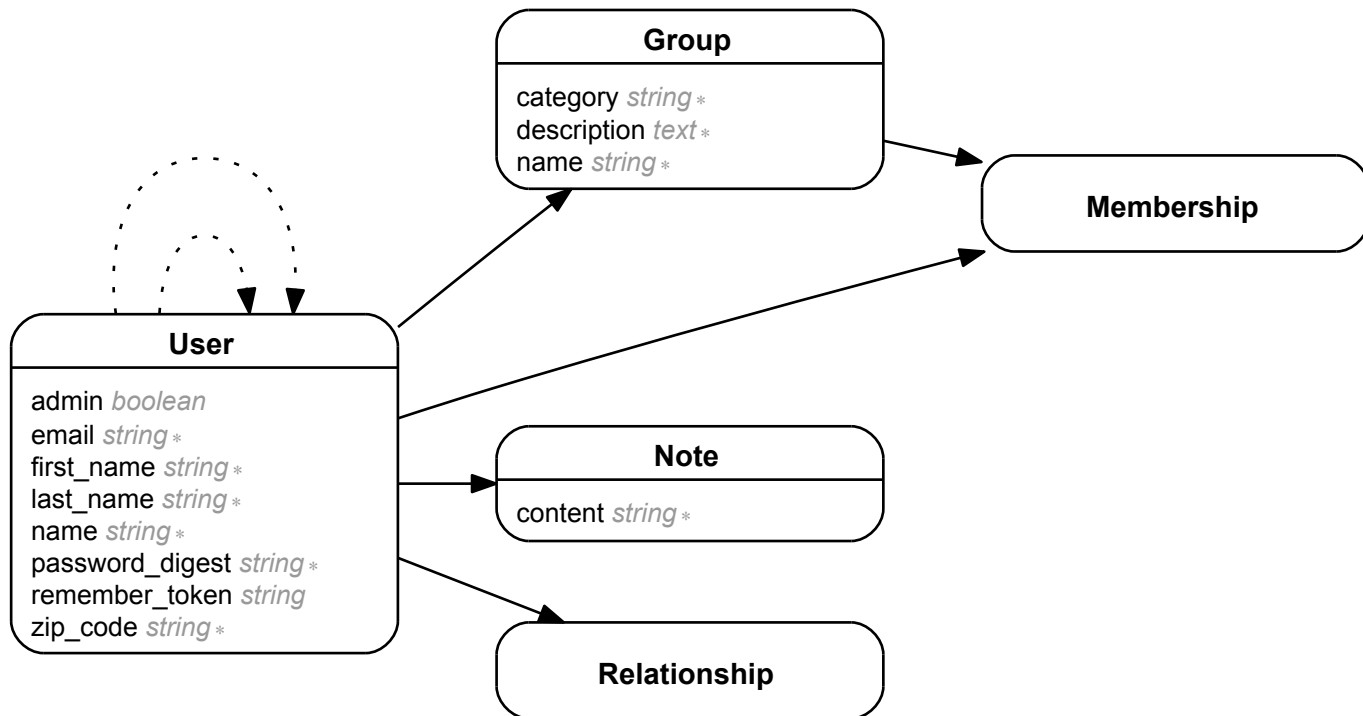 Group
category string *
description text *
name string *
Membership
User
admin boolean
email string *
first_name string *
last_name string *
name string *
password_digest string *
remember_token string
zip_code string *
Note
content string *
Relationship